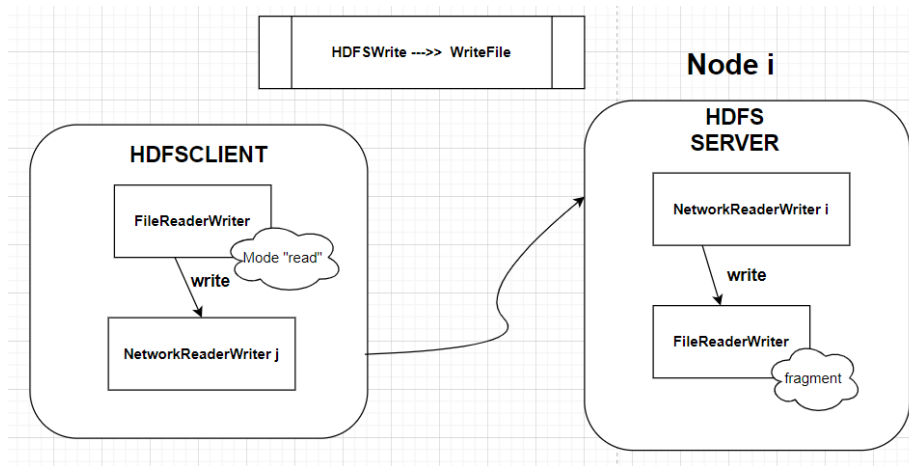 HDFSWrite --->> WriteFile
Node i
HDFSCLIENT
FileReaderWriter
Mode "read"
write
NetworkReaderWriter j
HDFS
SERVER
NetworkReaderWriter i
write
FileReaderWriter
fragment